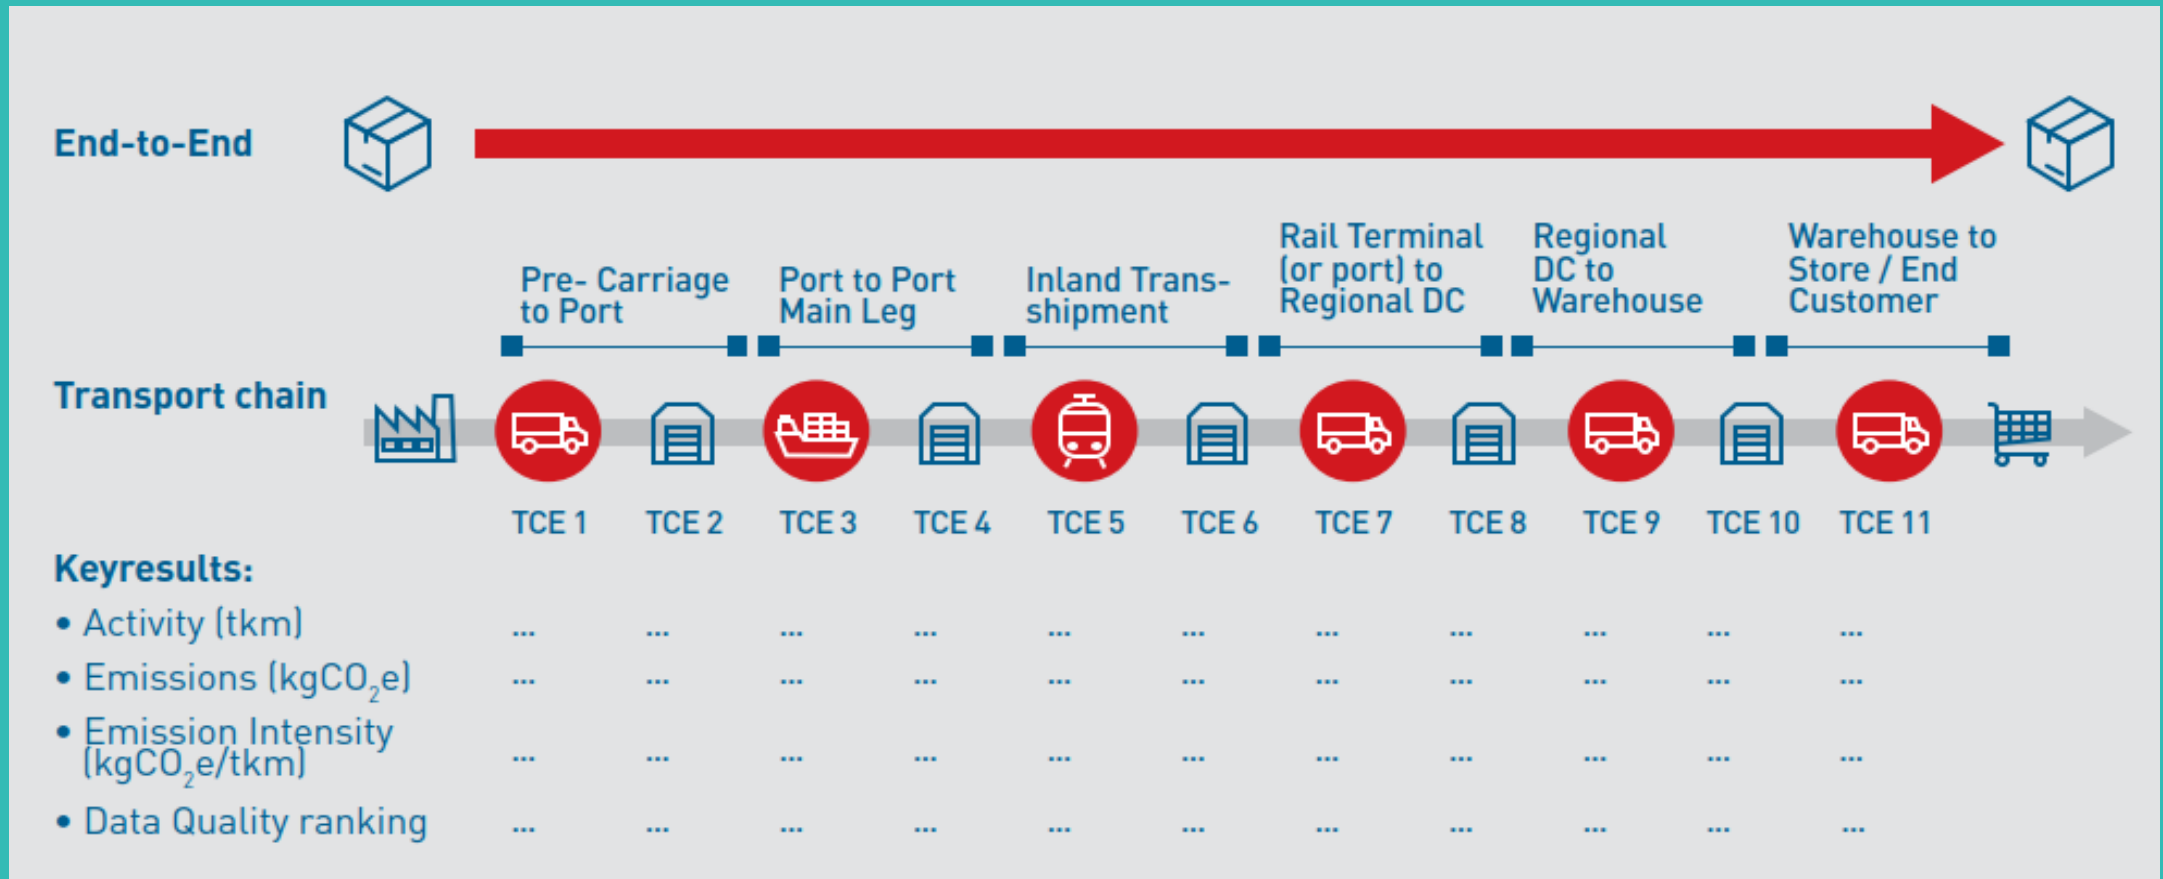 End-to-End
Pre- Carriage
to Port
Port to Port
Main Leg
Inland Trans-
shipment
Rail Terminal
(or port) to
Regional DC
Regional
DC to
Warehouse
Warehouse to
Store / End
Customer
Transport chain
TCE 1 TCE 2 TCE 3 TCE 4 TCE 5 TCE 6 TCE 7 TCE 8 TCE 9 TCE 10 TCE 11
Keyresults:
• Activity (tkm) ... ... ... ... ... ... ... ... ... ... ...
• Emissions (kgCO₂e) ... ... ... ... ... ... ... ... ... ... ...
• Emission Intensity
(kgCO₂e/tkm) ... ... ... ... ... ... ... ... ... ... ...
• Data Quality ranking ... ... ... ... ... ... ... ... ... ... ...